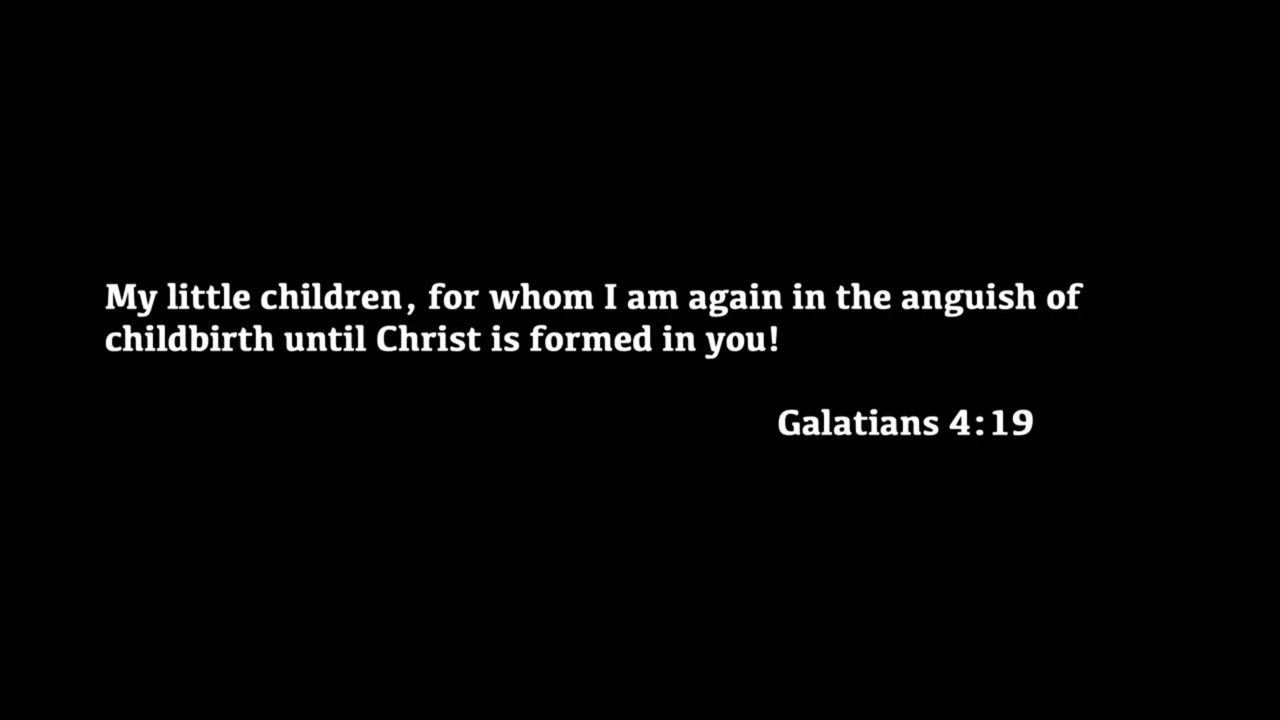 My little children, for whom I am again in the anguish of
childbirth until Christ is formed in you!
Galatians 4:19